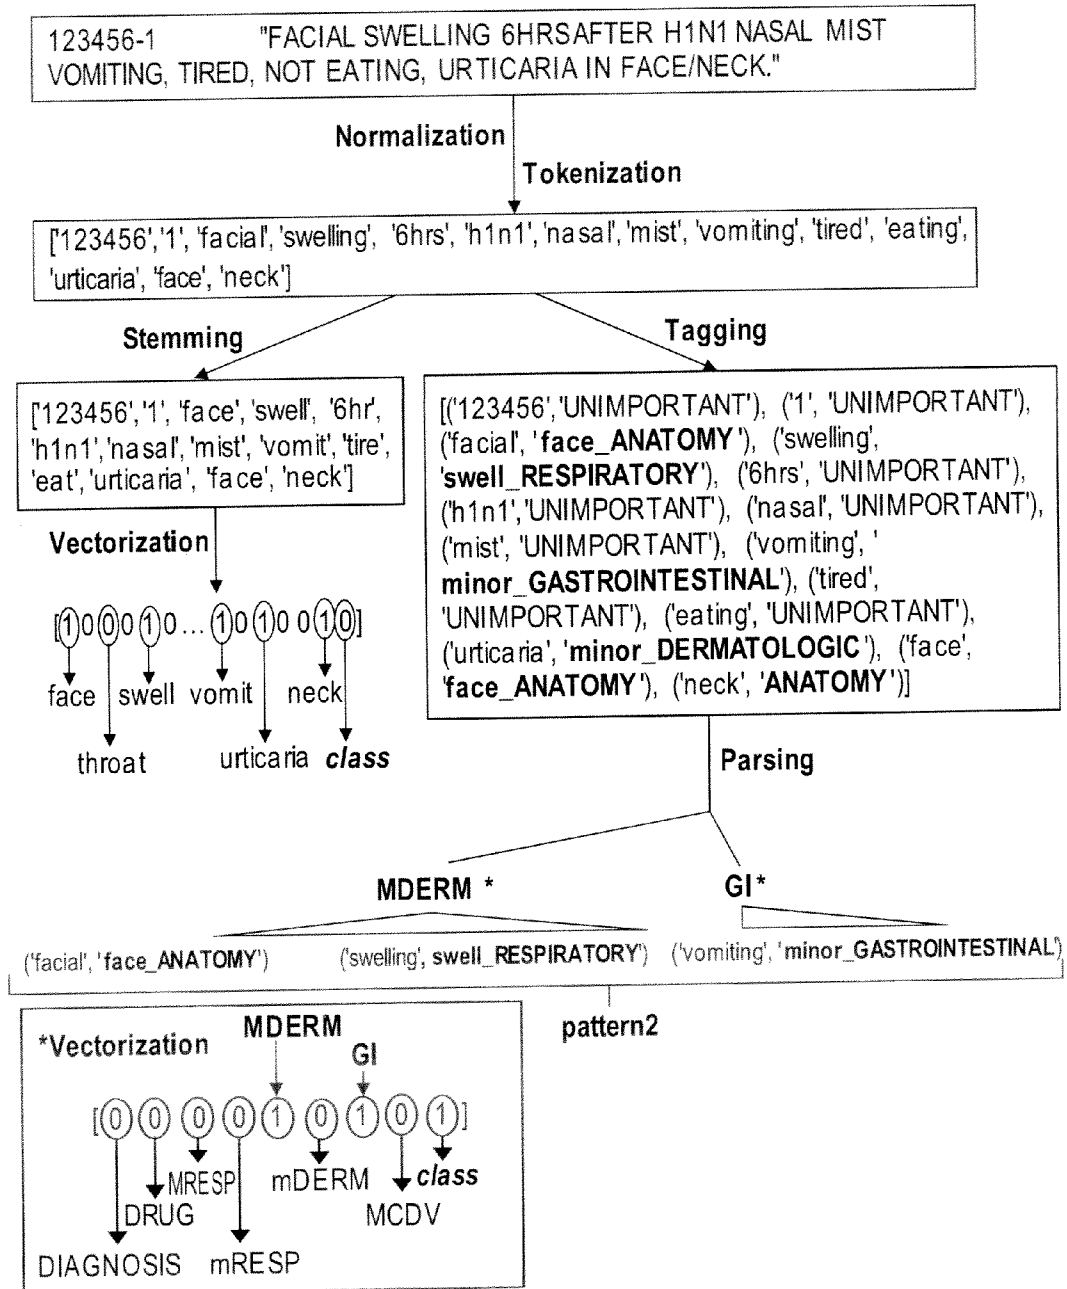 123456-1 "FACIAL SWELLING 6HRSAFTER H1N1 NASAL MIST
VOMITING, TIRED, NOT EATING, URTICARIA IN FACE/NECK."
Normalization
Tokenization
['123456','1', 'facial', 'swelling', '6hrs', 'h1n1', 'nasal', 'mist', 'vomiting', 'tired', 'eating',
'urticaria', 'face', 'neck']
Stemming
Tagging
['123456','1', 'face', 'swell', '6hr',
'h1n1', 'nasal', 'mist', 'vomit', 'tire',
'eat', 'urticaria', 'face', 'neck']
[('123456','UNIMPORTANT'), ('1', 'UNIMPORTANT'),
('facial', 'face_ANATOMY'), ('swelling',
'swell_RESPIRATORY'), ('6hrs', 'UNIMPORTANT'),
('h1n1','UNIMPORTANT'), ('nasal', 'UNIMPORTANT'),
('mist', 'UNIMPORTANT'), ('vomiting', '
minor_GASTROINTESTINAL'), ('tired',
'UNIMPORTANT'), ('eating', 'UNIMPORTANT'),
('urticaria', 'minor_DERMATOLOGIC'), ('face',
'face_ANATOMY'), ('neck', 'ANATOMY')]
Vectorization
[1 0 0 0 1 0 ... 1 0 1 0 0 1 0]
face swell vomit neck
throat urticaria class
Parsing
MDERM * GI*
('facial', 'face_ANATOMY') ('swelling', swell_RESPIRATORY') ('vomiting', 'minor_GASTROINTESTINAL')
pattern2
*Vectorization MDERM
GI
[0 0 0 0 1 0 1 0 1]
MRESP mDERM class
DRUG MCDV
DIAGNOSIS mRESP